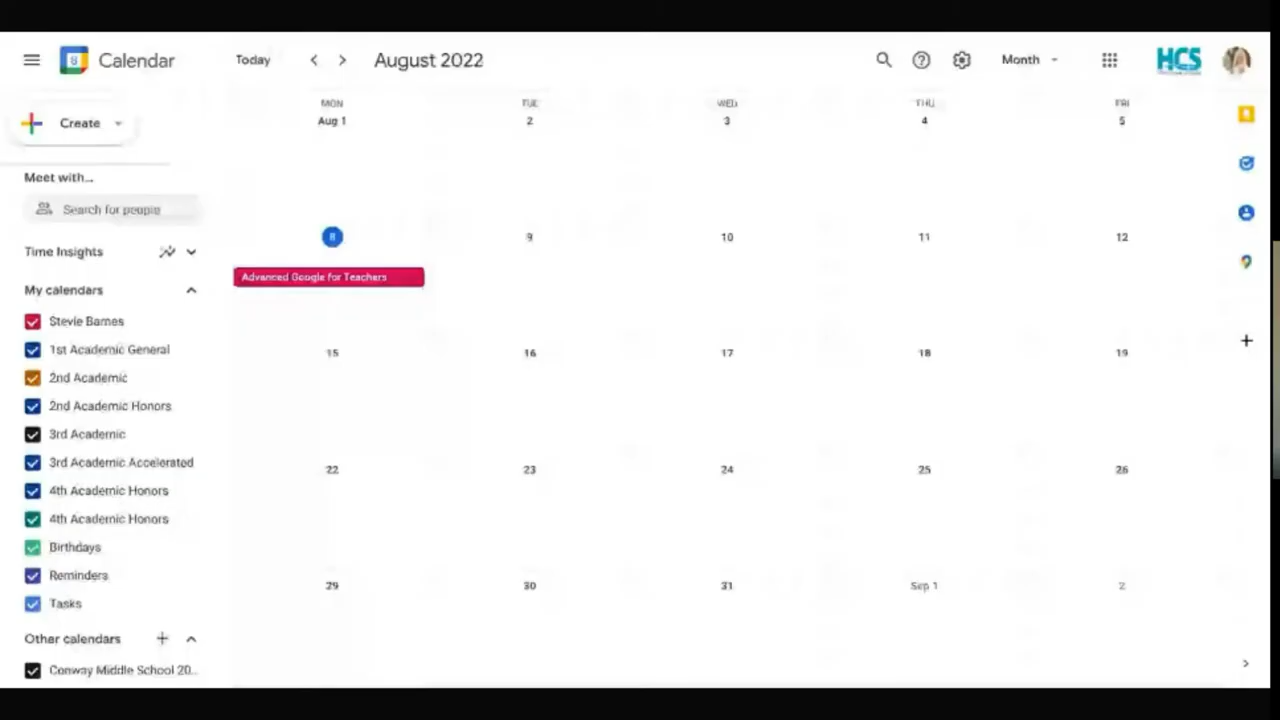 Calendar
Today
August 2022
Month
HCS
Create
MON
TUE
WED
THU
FRI
Aug 1
2
3
4
5
Meet with...
Search for people
8
9
10
11
12
Time Insights
Advanced Google for Teachers
My calendars
Stevie Barnes
1st Academic General
15
16
17
18
19
2nd Academic
2nd Academic Honors
3rd Academic
3rd Academic Accelerated
22
23
24
25
26
4th Academic Honors
4th Academic Honors
Birthdays
Reminders
29
30
31
Sep 1
2
Tasks
Other calendars
Conway Middle School 20...